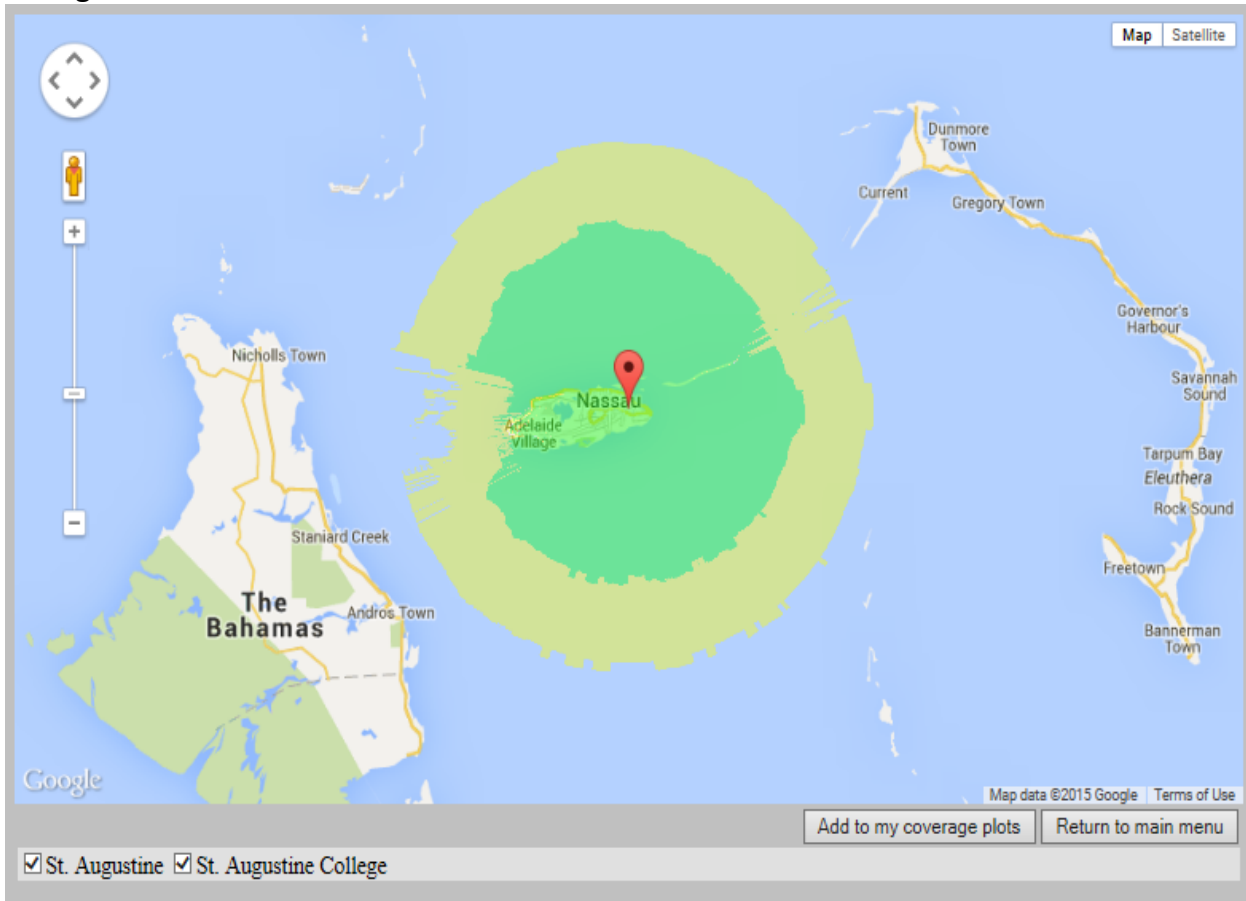 Map Satellite
Dunmore
Town
Current
Gregory Town
Governor's
Harbour
Nicholls Town
Savannah
Sound
Nassau
Adelaide
Village
Tarpum Bay
Eleuthera
Rock Sound
Staniard Creek
Freetown
The
Bahamas
Andros Town
Bannerman
Town
Google
Map data ©2015 Google Terms of Use
Add to my coverage plots Return to main menu
St. Augustine St. Augustine College